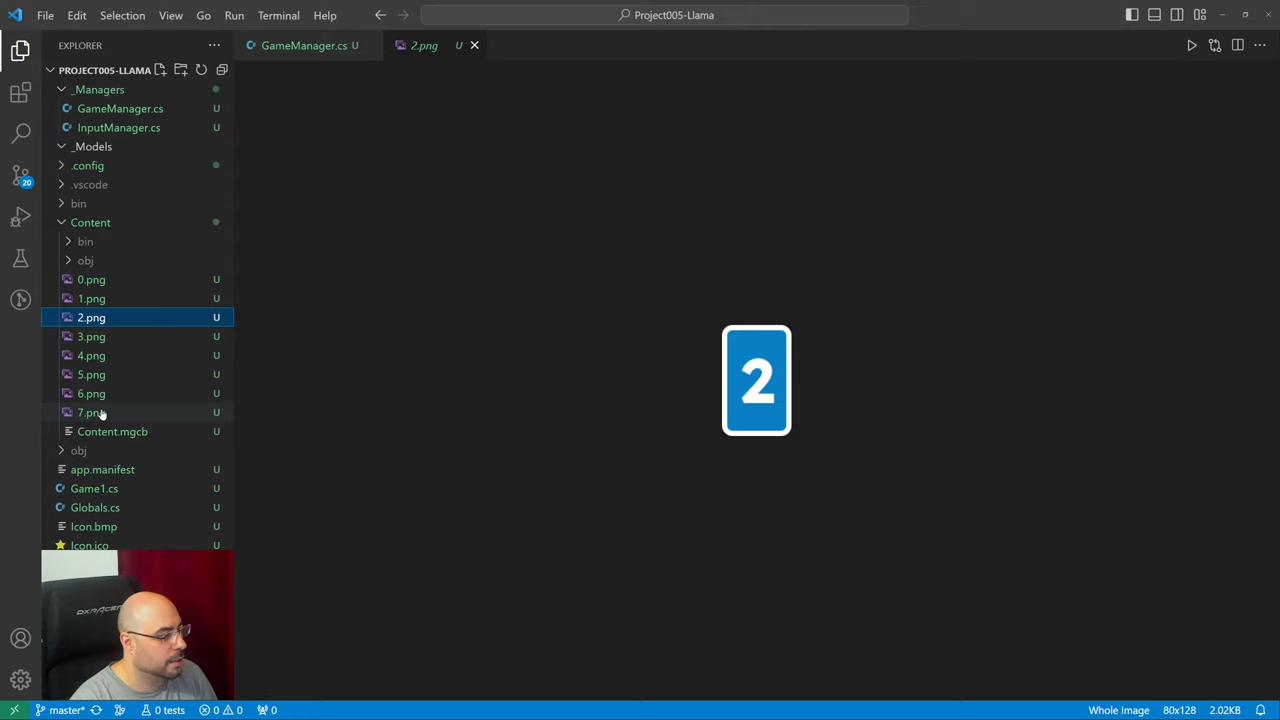 File Edit Selection View Go Run Terminal Help
Project005-Llama
EXPLORER
GameManager.cs U
2.png U
PROJECT005-LLAMA
_Managers
GameManager.cs U
InputManager.cs U
_Models
.config
20
.vscode
bin
Content
bin
obj
0.png U
1.png U
2.png U
3.png U
4.png U
5.png U
6.png U
7.png U
Content.mgcb U
obj
app.manifest U
Game1.cs U
Globals.cs U
Icon.bmp U
Icon.ico U
2
DXRACER
master* 0 tests 0 0 0 Whole Image 80x128 2.02KB